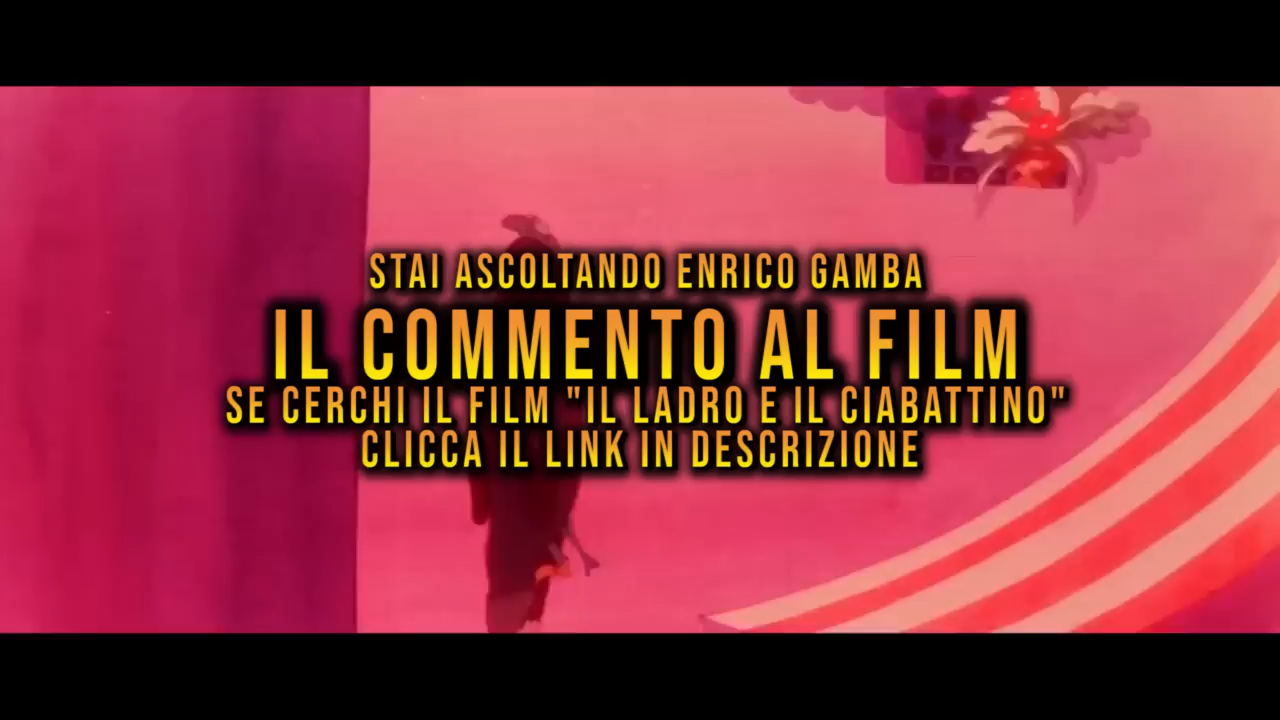 STAI ASCOLTANDO ENRICO GAMBA
IL COMMENTO AL FILM
SE CERCHI IL FILM "IL LADRO E IL CIABATTINO"
CLICCA IL LINK IN DESCRIZIONE